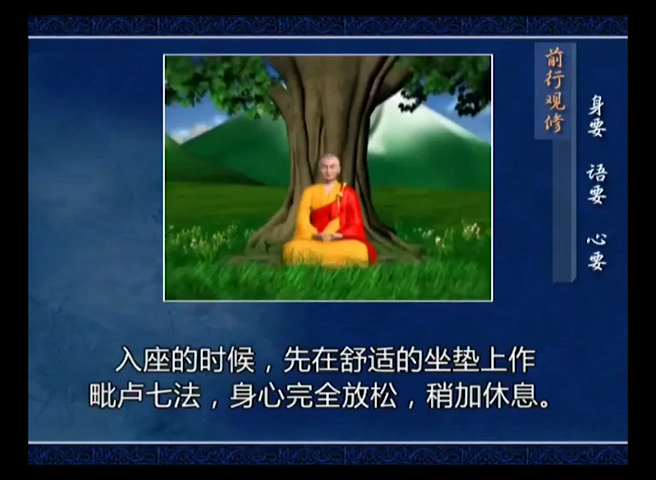 前行观修
身要 语要 心要
入座的时候，先在舒适的坐垫上作
毗卢七法，身心完全放松，稍加休息。